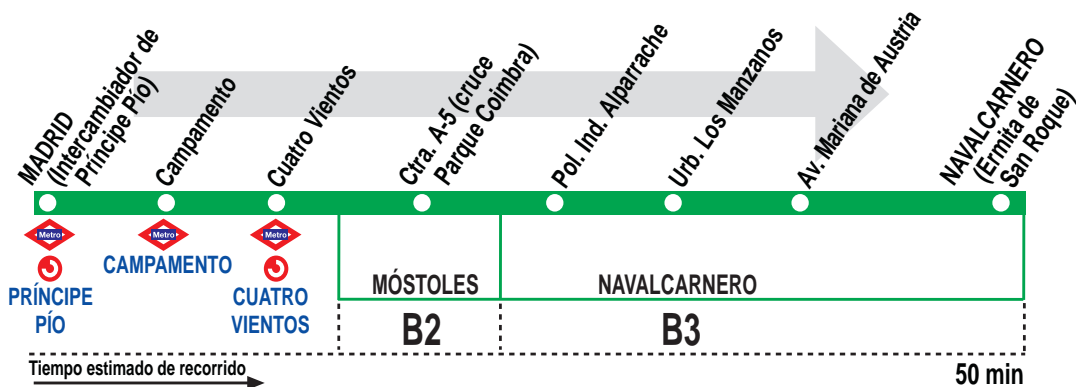 MADRID
(Intercambiador de
Príncipe Pío)
Campamento
Cuatro Vientos
Ctra. A-5 (cruce
Parque Coimbra)
Pol. Ind. Alparrache
Urb. Los Manzanos
Av. Mariana de Austria
NAVALCARNERO
(Ermita de
San Roque)
Metro
Metro
Metro
PRÍNCIPE
PÍO
CAMPAMENTO
CUATRO
VIENTOS
MÓSTOLES
NAVALCARNERO
B2
B3
Tiempo estimado de recorrido
50 min